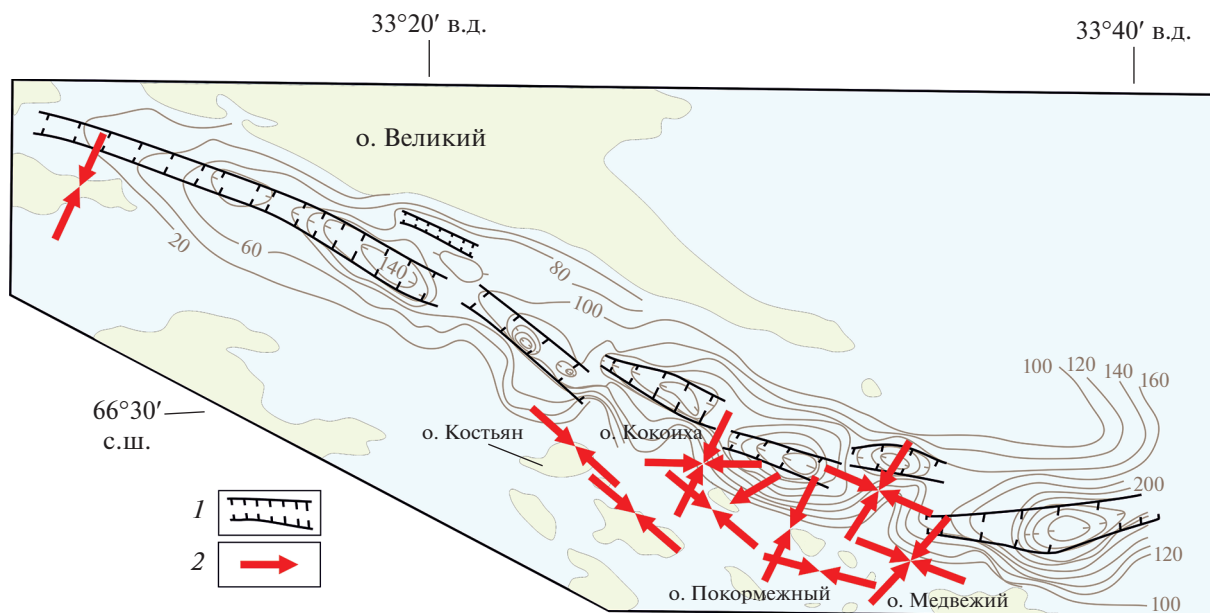 33°20′ в.д.
33°40′ в.д.
о. Великий
20
60
140
80
100
100
120
140
160
66°30′
с.ш.
о. Костьян
о. Кокоиха
200
1
2
120
100
о. Покормежный
о. Медвежий